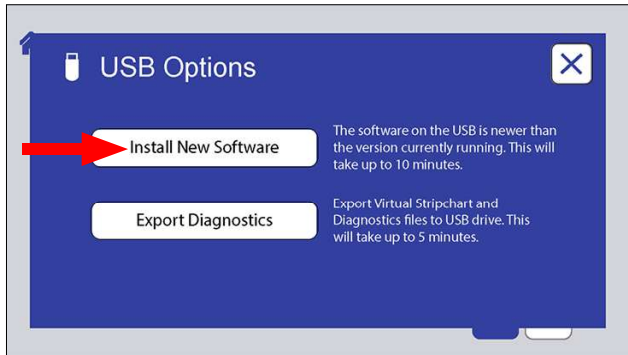 USB Options
Install New Software
The software on the USB is newer than
the version currently running. This will
take up to 10 minutes.
Export Diagnostics
Export Virtual Stripchart and
Diagnostics files to USB drive. This
will take up to 5 minutes.